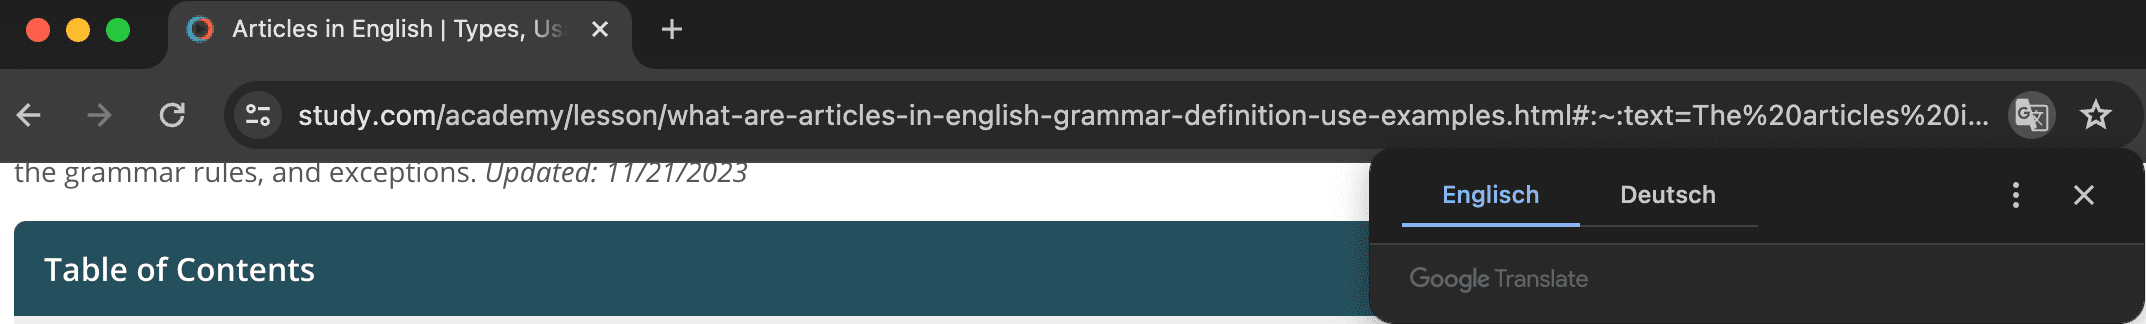 Articles in English | Types, Us
study.com/academy/lesson/what-are-articles-in-english-grammar-definition-use-examples.html#:~:text=The%20articles%20i...
the grammar rules, and exceptions. Updated: 11/21/2023
Englisch Deutsch
Table of Contents
Google Translate